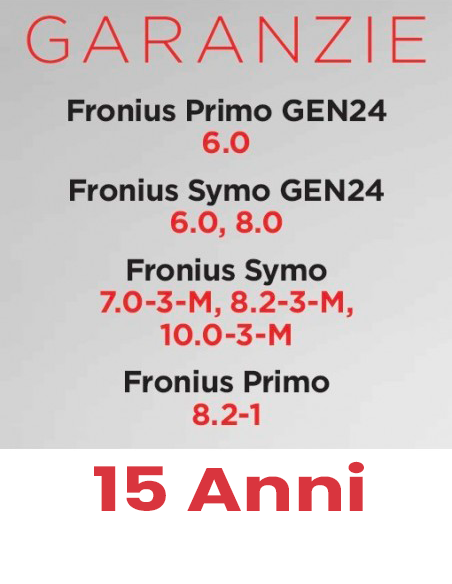 GARANZIE
Fronius Primo GEN24
6.0
Fronius Symo GEN24
6.0, 8.0
Fronius Symo
7.0-3-M, 8.2-3-M,
10.0-3-M
Fronius Primo
8.2-1
15 Anni